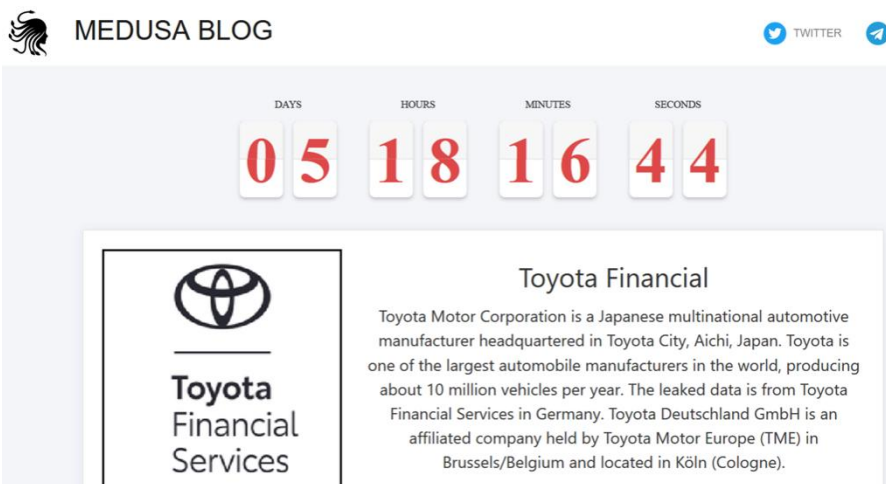 MEDUSA BLOG
TWITTER
DAYS HOURS MINUTES SECONDS
05 18 16 44
Toyota
Financial
Services
Toyota Financial
Toyota Motor Corporation is a Japanese multinational automotive
manufacturer headquartered in Toyota City, Aichi, Japan. Toyota is
one of the largest automobile manufacturers in the world, producing
about 10 million vehicles per year. The leaked data is from Toyota
Financial Services in Germany. Toyota Deutschland GmbH is an
affiliated company held by Toyota Motor Europe (TME) in
Brussels/Belgium and located in Köln (Cologne).